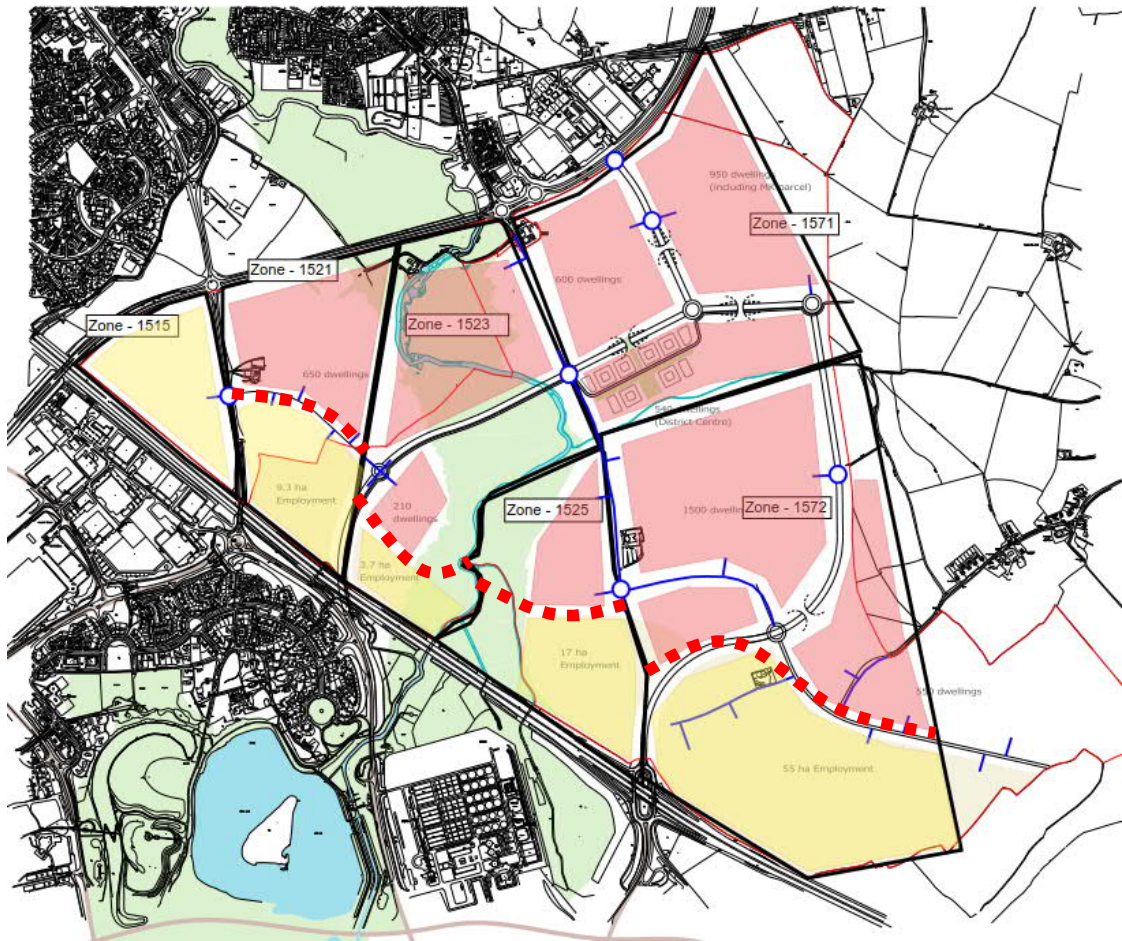 950 dwellings
(including MK parcel)
Zone - 1571
Zone - 1521
600 dwellings
Zone - 1515
Zone - 1523
650 dwellings
540 dwellings
(District Centre)
9.3 ha
Employment
210
dwellings
Zone - 1525
1500 dwellings
Zone - 1572
3.7 ha
Employment
17 ha
Employment
550 dwellings
55 ha Employment